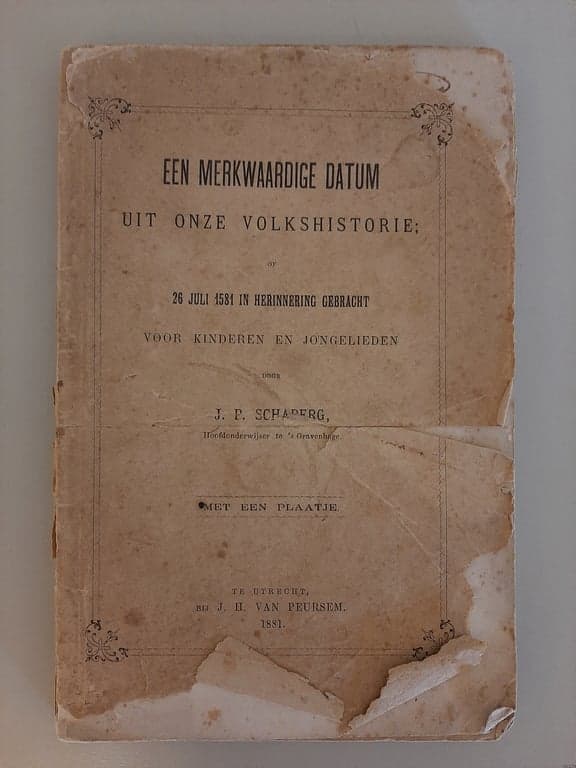 EEN MERKWAARDIGE DATUM
UIT ONZE VOLKSHISTORIE;
OF
26 JULI 1581 IN HERINNERING GEBRACHT
VOOR KINDEREN EN JONGELIEDEN
DOOR
J. P. SCHABERG,
Hoofdonderwijzer te 's Gravenhage.
MET EEN PLAATJE.
TE UTRECHT,
BIJ J. H. VAN PEURSEM.
1881.